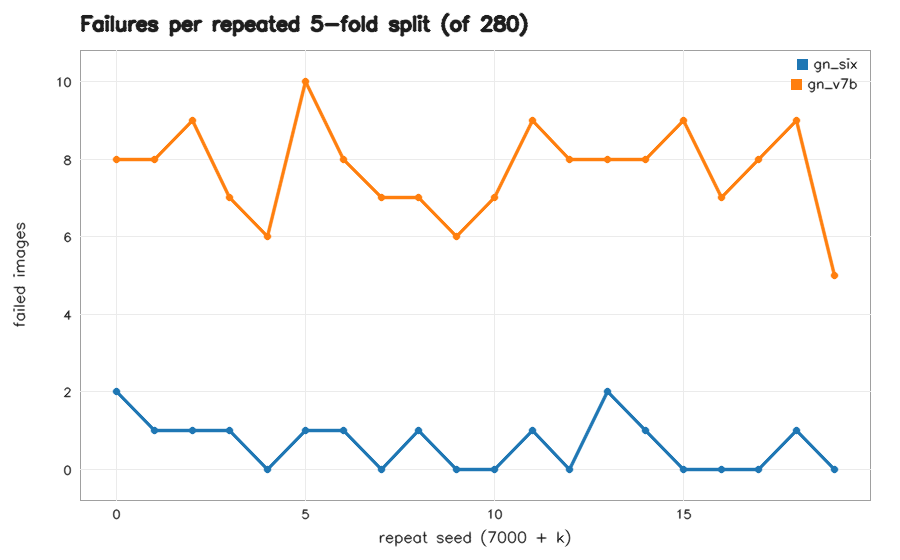 Failures per repeated 5-fold split (of 280)
gn_six
gn_v7b
10
8
6
4
2
0
failed images
0 5 10 15
repeat seed (7000 + k)